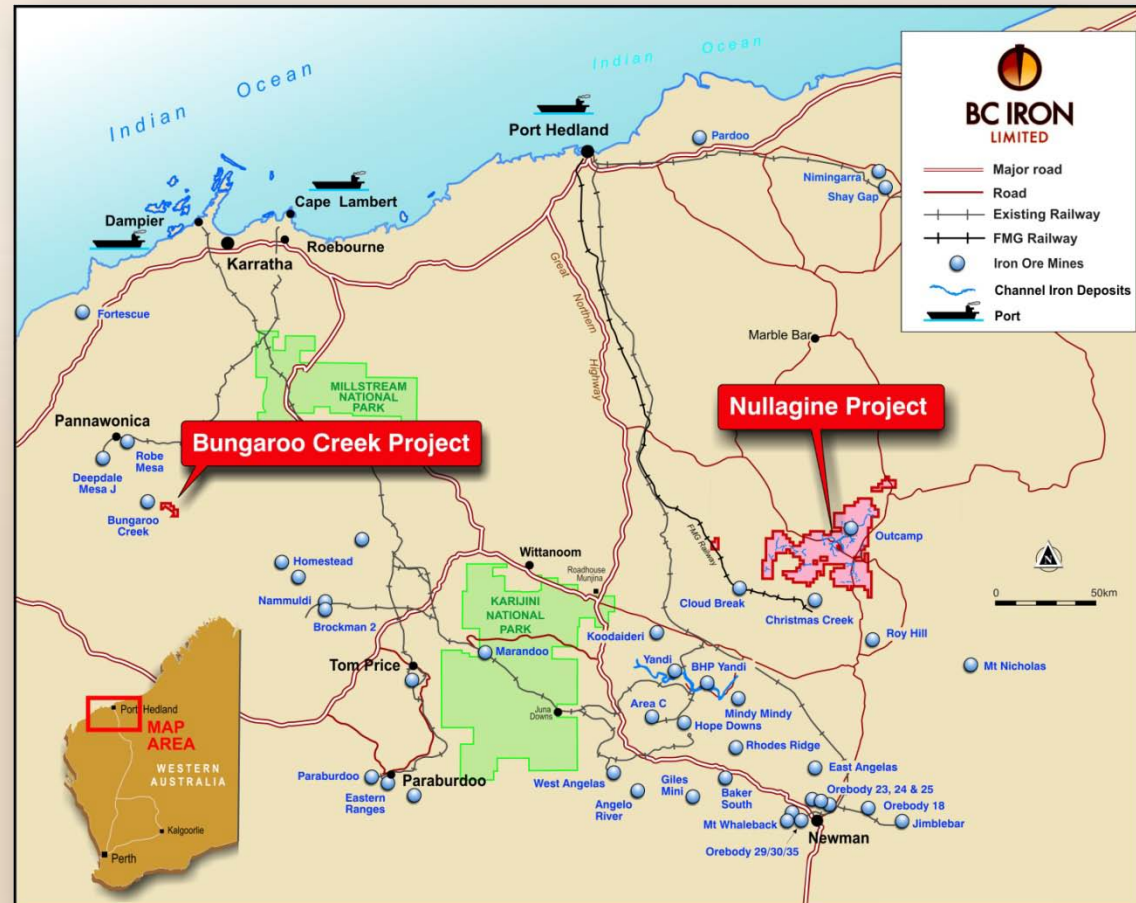 Indian Ocean
Indian Ocean
BC IRON
LIMITED
Major road
Road
Existing Railway
FMG Railway
Iron Ore Mines
Channel Iron Deposits
Port
Port Hedland
Pardoo
Nimingarra
Shay Gap
Cape Lambert
Dampier
Roebourne
Karratha
Great Northern Highway
Fortescue
Marble Bar
MILLSTREAM
NATIONAL
PARK
Nullagine Project
Pannawonica
Bungaroo Creek Project
Robe
Mesa
Deepdale
Mesa J
Bungaroo
Creek
Outcamp
FMG Railway
Wittanoom
Roadhouse
Munjina
Homestead
Cloud Break
Christmas Creek
0 50km
Nammuldi
Brockman 2
KARIJINI
NATIONAL
PARK
Koodaideri
Roy Hill
Marandoo
Tom Price
Yandi
BHP Yandi
Mt Nicholas
Mindy Mindy
Area C
Hope Downs
Juna
Downs
Rhodes Ridge
Port Hedland
MAP
AREA
WESTERN
AUSTRALIA
Kalgoorlie
Perth
Paraburdoo
Paraburdoo
Eastern
Ranges
West Angelas
Angelo
River
Giles
Mini
Baker
South
East Angelas
Orebody 23, 24 & 25
Orebody 18
Mt Whaleback
Newman
Jimblebar
Orebody 29/30/35